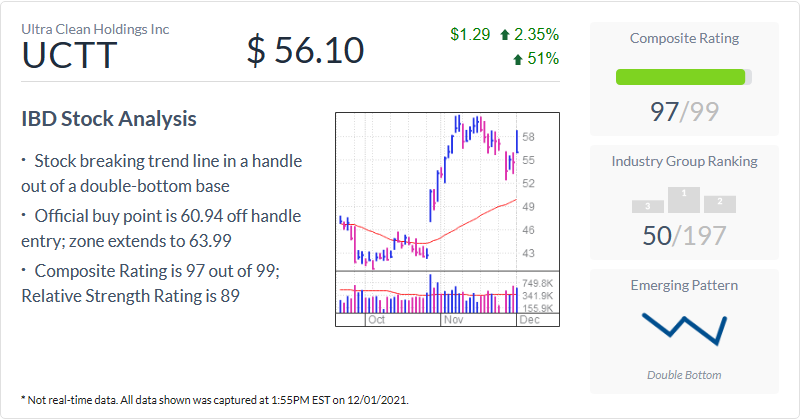 Ultra Clean Holdings Inc
UCTT
$ 56.10
$1.29 2.35%
51%
IBD Stock Analysis
· Stock breaking trend line in a handle
out of a double-bottom base
· Official buy point is 60.94 off handle
entry; zone extends to 63.99
· Composite Rating is 97 out of 99;
Relative Strength Rating is 89
58
55
52
49
46
43
749.8K
341.9K
155.9K
Oct
Nov
Dec
Composite Rating
97/99
Industry Group Ranking
3
1
2
50/197
Emerging Pattern
Double Bottom
* Not real-time data. All data shown was captured at 1:55PM EST on 12/01/2021.